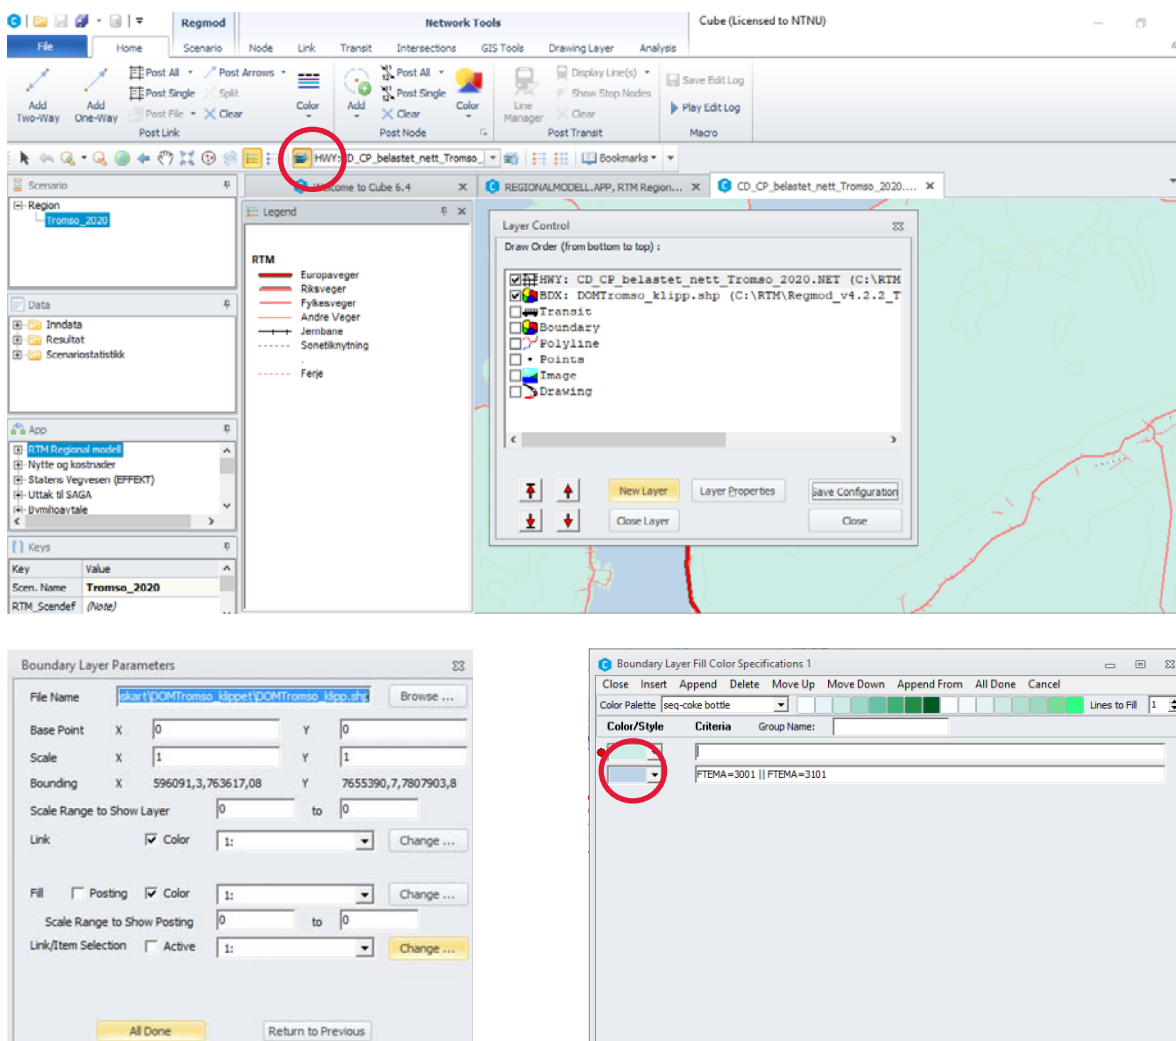 Regmod Network Tools Cube (Licensed to NTNU)
File Home Scenario Node Link Transit Intersections GIS Tools Drawing Layer Analysis
Add Two-Way
Add One-Way
Post All Post Arrows
Post Single Split
Post File Clear
Post Link
Color
Add
Post All
Post Single
Clear
Color
Post Node
Line Manager
Display Line(s)
Show Stop Nodes
Clear
Post Transit
Save Edit Log
Play Edit Log
Macro
HWY: CD_CP_belastet_nett_Tromso_ Bookmarks
Scenario
Region
Tromso_2020
Data
Inndata
Resultat
Scenariostatistikk
App
RTM Regional modell
Nytte og kostnader
Statens Vegvesen (EFFEKT)
Uttak til SAGA
Bymiljoavtale
Keys
Key Value
Scen. Name Tromso_2020
RTM_Scendef (Note)
Welcome to Cube 6.4 REGIONALMODELL.APP, RTM Region... CD_CP_belastet_nett_Tromso_2020....
Legend
RTM
Europaveger
Riksveger
Fylkesveger
Andre Veger
Jernbane
Sonetiknytning
.
Ferje
Layer Control
Draw Order (from bottom to top) :
HWY: CD_CP_belastet_nett_Tromso_2020.NET (C:\RTM
BDX: DOMTromso_klipp.shp (C:\RTM\Regmod_v4.2.2_T
Transit
Boundary
Polyline
Points
Image
Drawing
New Layer Layer Properties Save Configuration
Close Layer Close
Boundary Layer Parameters
File Name skart\DOMTromso_klippet\DOMTromso_klipp.shp Browse ...
Base Point X 0 Y 0
Scale X 1 Y 1
Bounding X 596091,3,763617,08 Y 7655390,7,7807903,8
Scale Range to Show Layer 0 to 0
Link Color 1: Change ...
Fill Posting Color 1: Change ...
Scale Range to Show Posting 0 to 0
Link/Item Selection Active 1: Change ...
All Done Return to Previous
Boundary Layer Fill Color Specifications 1
Close Insert Append Delete Move Up Move Down Append From All Done Cancel
Color Palette seq-coke bottle Lines to Fill 1
Color/Style Criteria Group Name:
FTEMA=3001 || FTEMA=3101